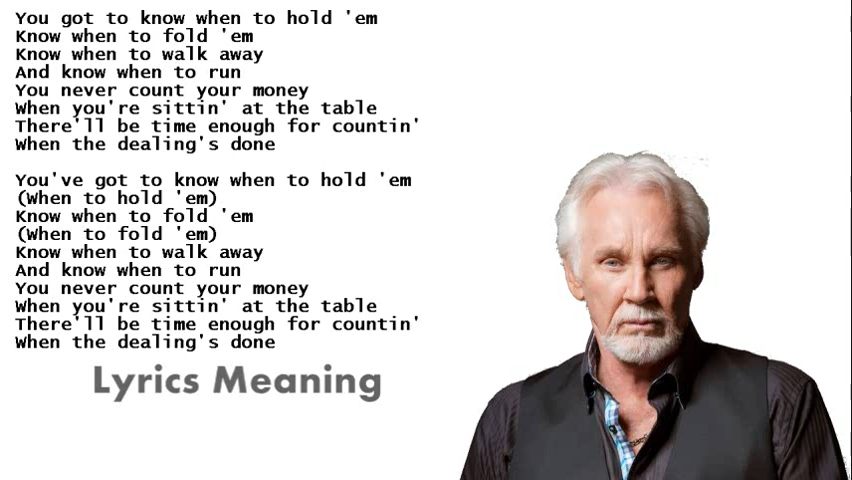 You got to know when to hold 'em
Know when to fold 'em
Know when to walk away
And know when to run
You never count your money
When you're sittin' at the table
There'll be time enough for countin'
When the dealing's done
You've got to know when to hold 'em
(When to hold 'em)
Know when to fold 'em
(When to fold 'em)
Know when to walk away
And know when to run
You never count your money
When you're sittin' at the table
There'll be time enough for countin'
When the dealing's done
Lyrics Meaning